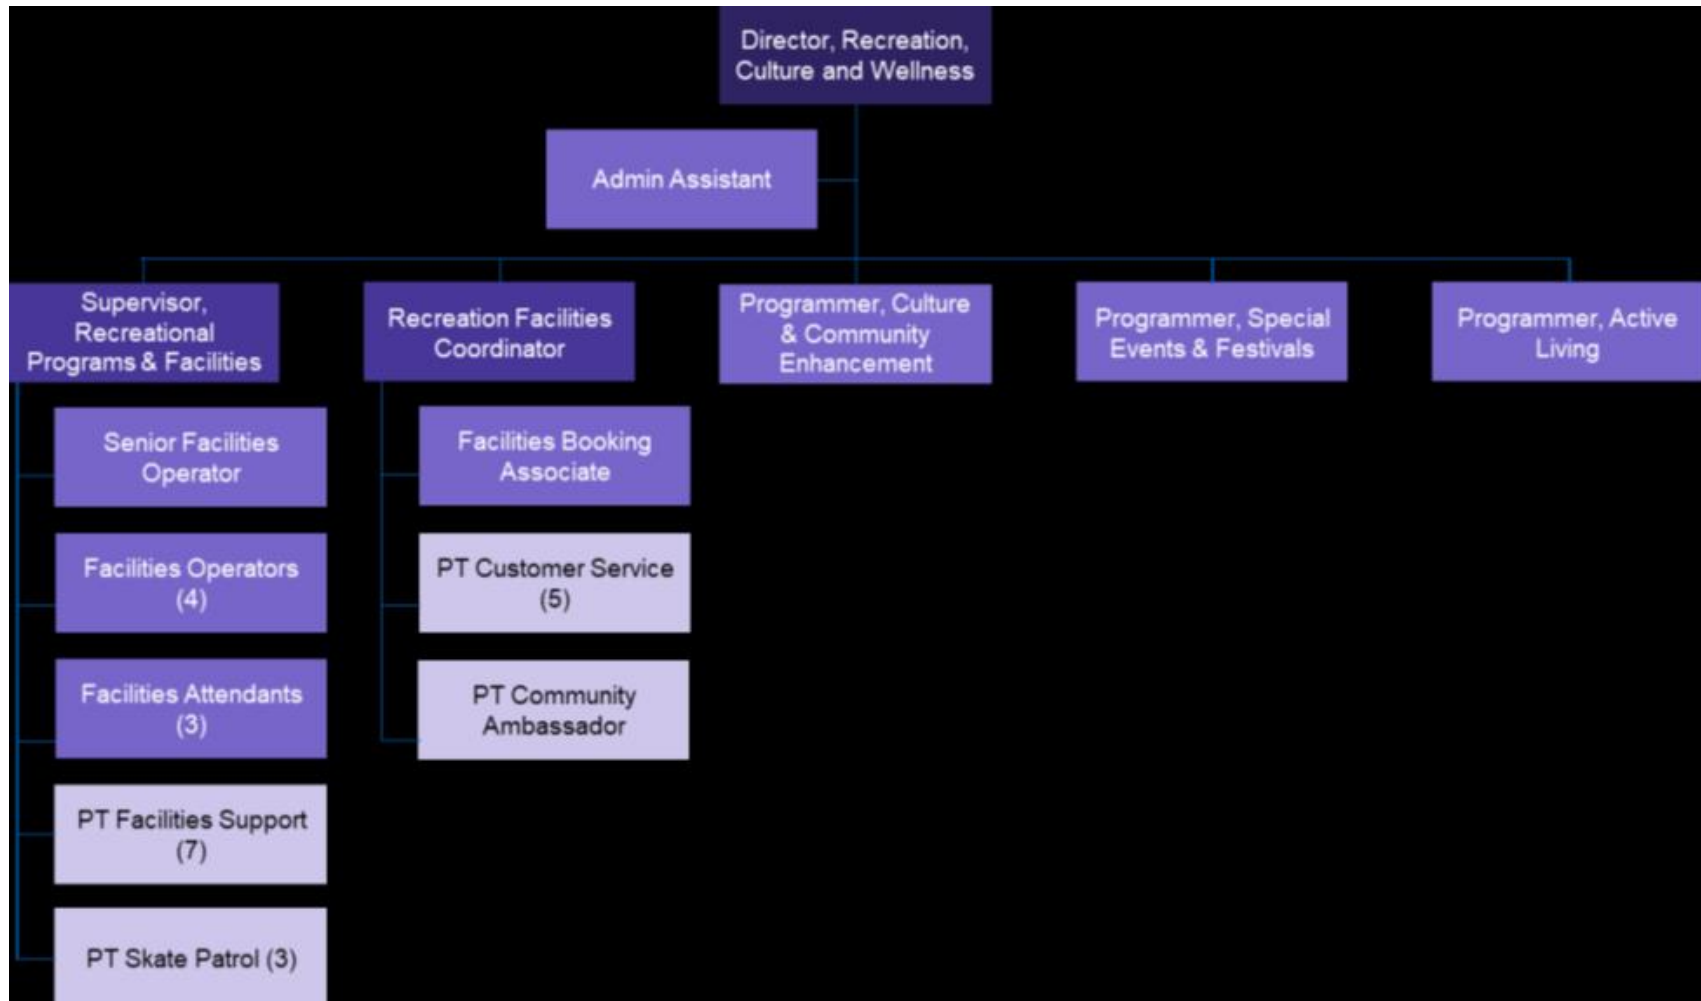 Director, Recreation,
Culture and Wellness
Admin Assistant
Supervisor,
Recreational
Programs & Facilities
Recreation Facilities
Coordinator
Programmer, Culture
& Community
Enhancement
Programmer, Special
Events & Festivals
Programmer, Active
Living
Senior Facilities
Operator
Facilities Operators
(4)
Facilities Attendants
(3)
PT Facilities Support
(7)
PT Skate Patrol (3)
Facilities Booking
Associate
PT Customer Service
(5)
PT Community
Ambassador